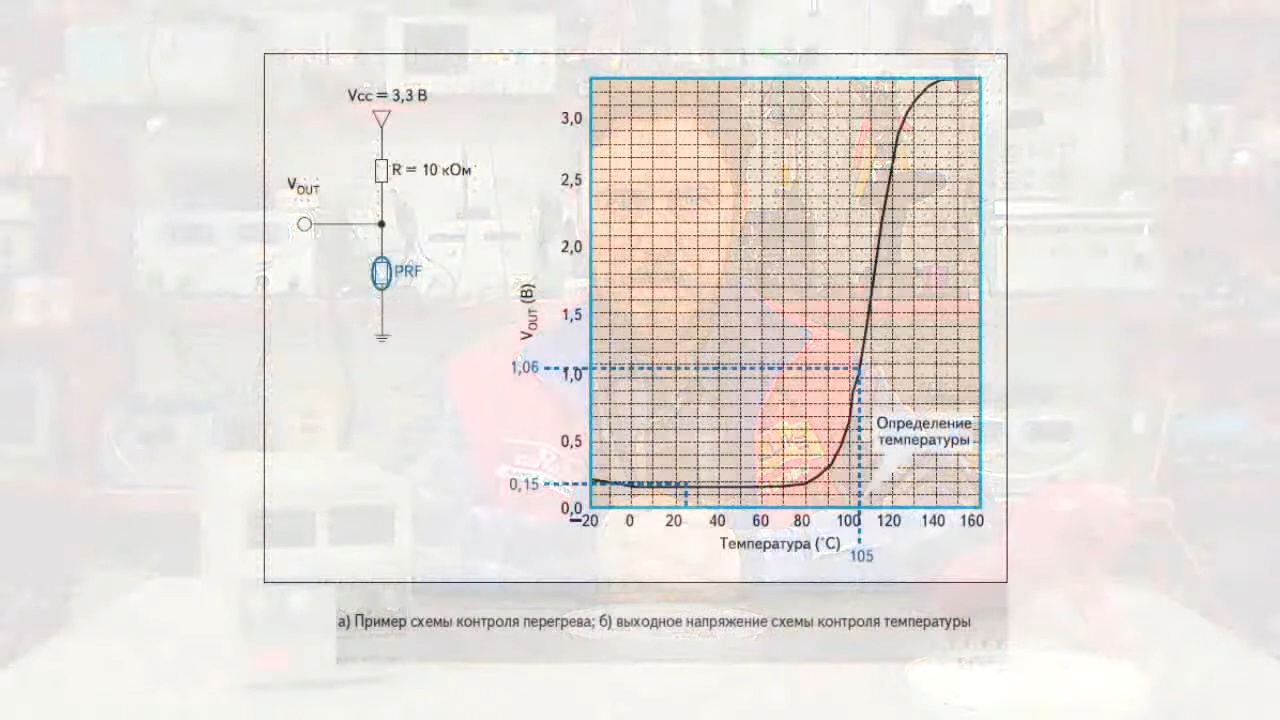 Vcc = 3,3 В
R = 10 кОм
VOUT
PRF
VOUT (В)
3,0
2,5
2,0
1,5
1,06
1,0
0,5
0,15
0,0
−20 0 20 40 60 80 100 120 140 160
Температура (°C)
105
Определение
температуры
а) Пример схемы контроля перегрева; б) выходное напряжение схемы контроля температуры